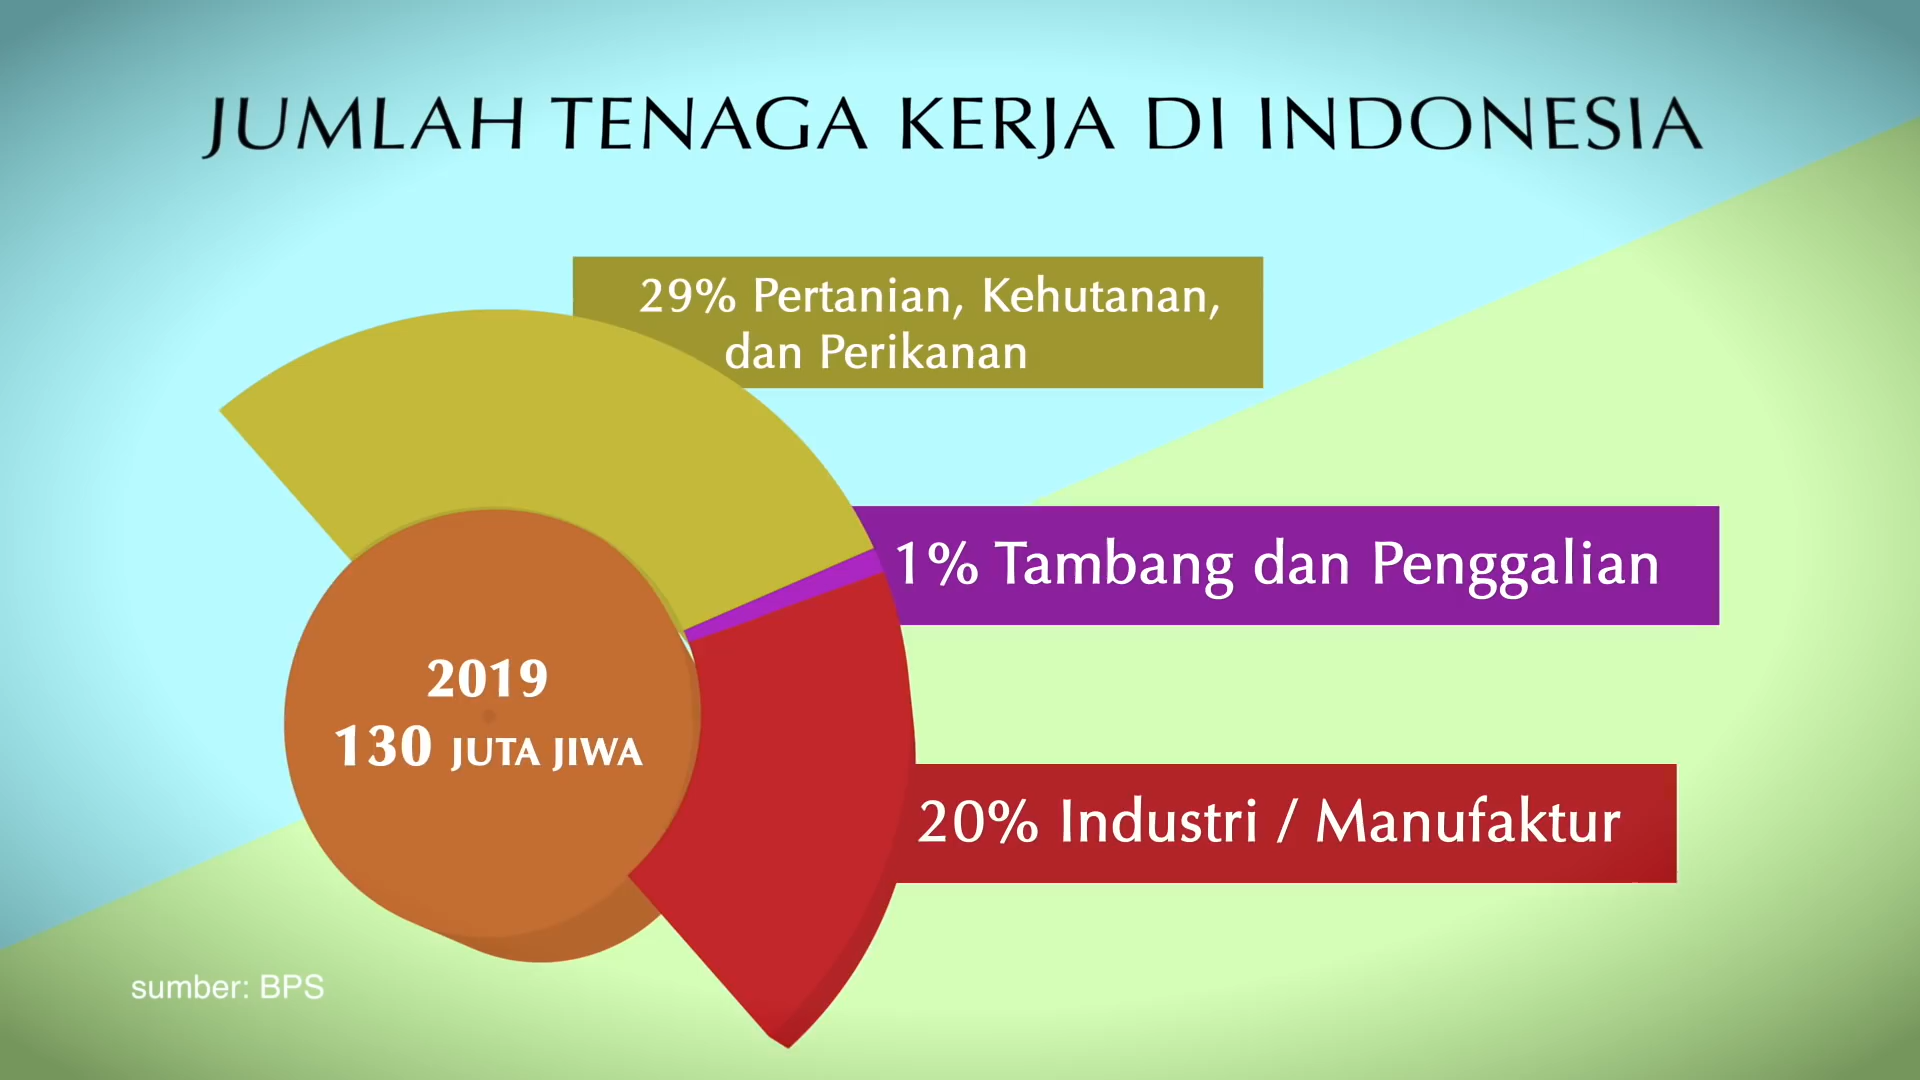 JUMLAH TENAGA KERJA DI INDONESIA
29% Pertanian, Kehutanan,
dan Perikanan
1% Tambang dan Penggalian
2019
130 JUTA JIWA
20% Industri / Manufaktur
sumber: BPS